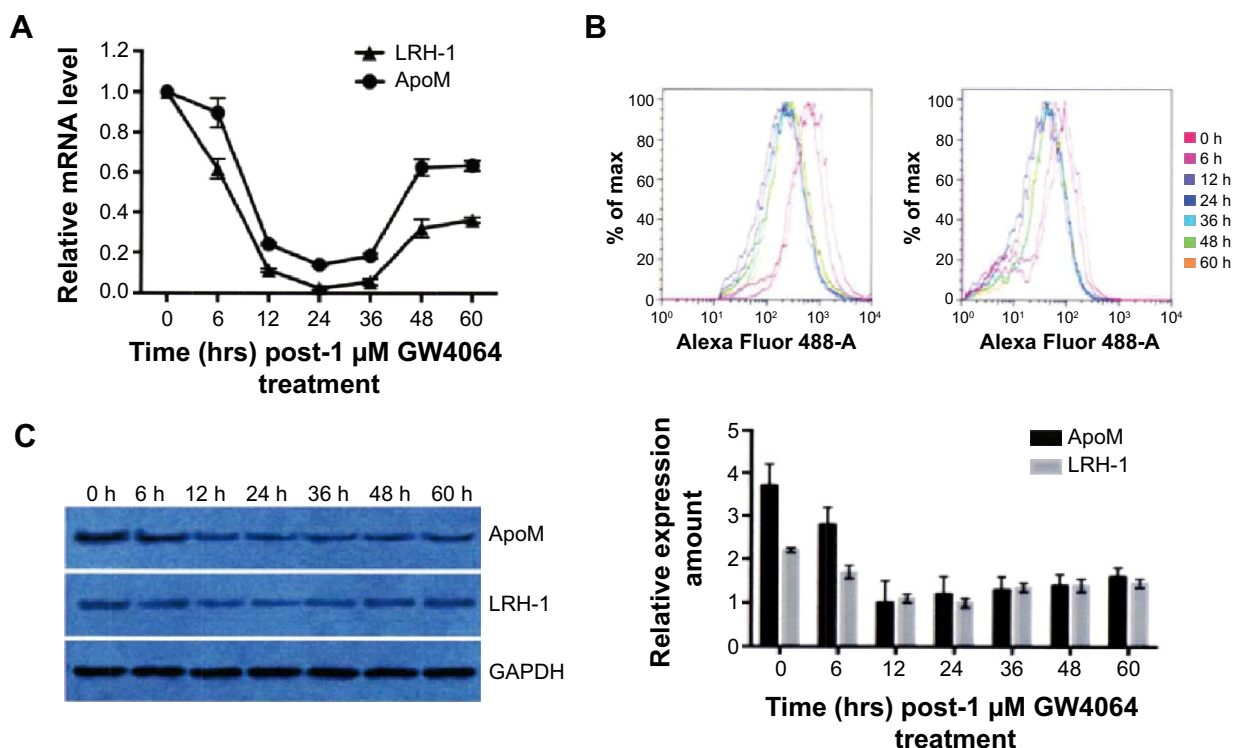 A
Relative mRNA level
1.2
1.0
0.8
0.6
0.4
0.2
0.0
LRH-1
ApoM
0 6 12 24 36 48 60
Time (hrs) post-1 µM GW4064
treatment
B
% of max
100
80
60
40
20
0
10⁰ 10¹ 10² 10³ 10⁴
Alexa Fluor 488-A
% of max
100
80
60
40
20
0
10⁰ 10¹ 10² 10³ 10⁴
Alexa Fluor 488-A
0 h
6 h
12 h
24 h
36 h
48 h
60 h
C
0 h 6 h 12 h 24 h 36 h 48 h 60 h
ApoM
LRH-1
GAPDH
Relative expression
amount
5
4
3
2
1
0
ApoM
LRH-1
0 6 12 24 36 48 60
Time (hrs) post-1 µM GW4064
treatment